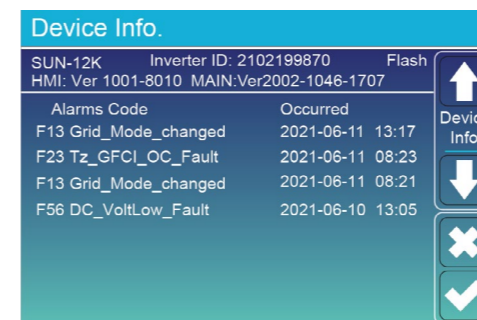 Device Info.
SUN-12K Inverter ID: 2102199870 Flash
HMI: Ver 1001-8010 MAIN:Ver2002-1046-1707
Alarms Code Occurred
F13 Grid_Mode_changed 2021-06-11 13:17
F23 Tz_GFCI_OC_Fault 2021-06-11 08:23
F13 Grid_Mode_changed 2021-06-11 08:21
F56 DC_VoltLow_Fault 2021-06-10 13:05
Info